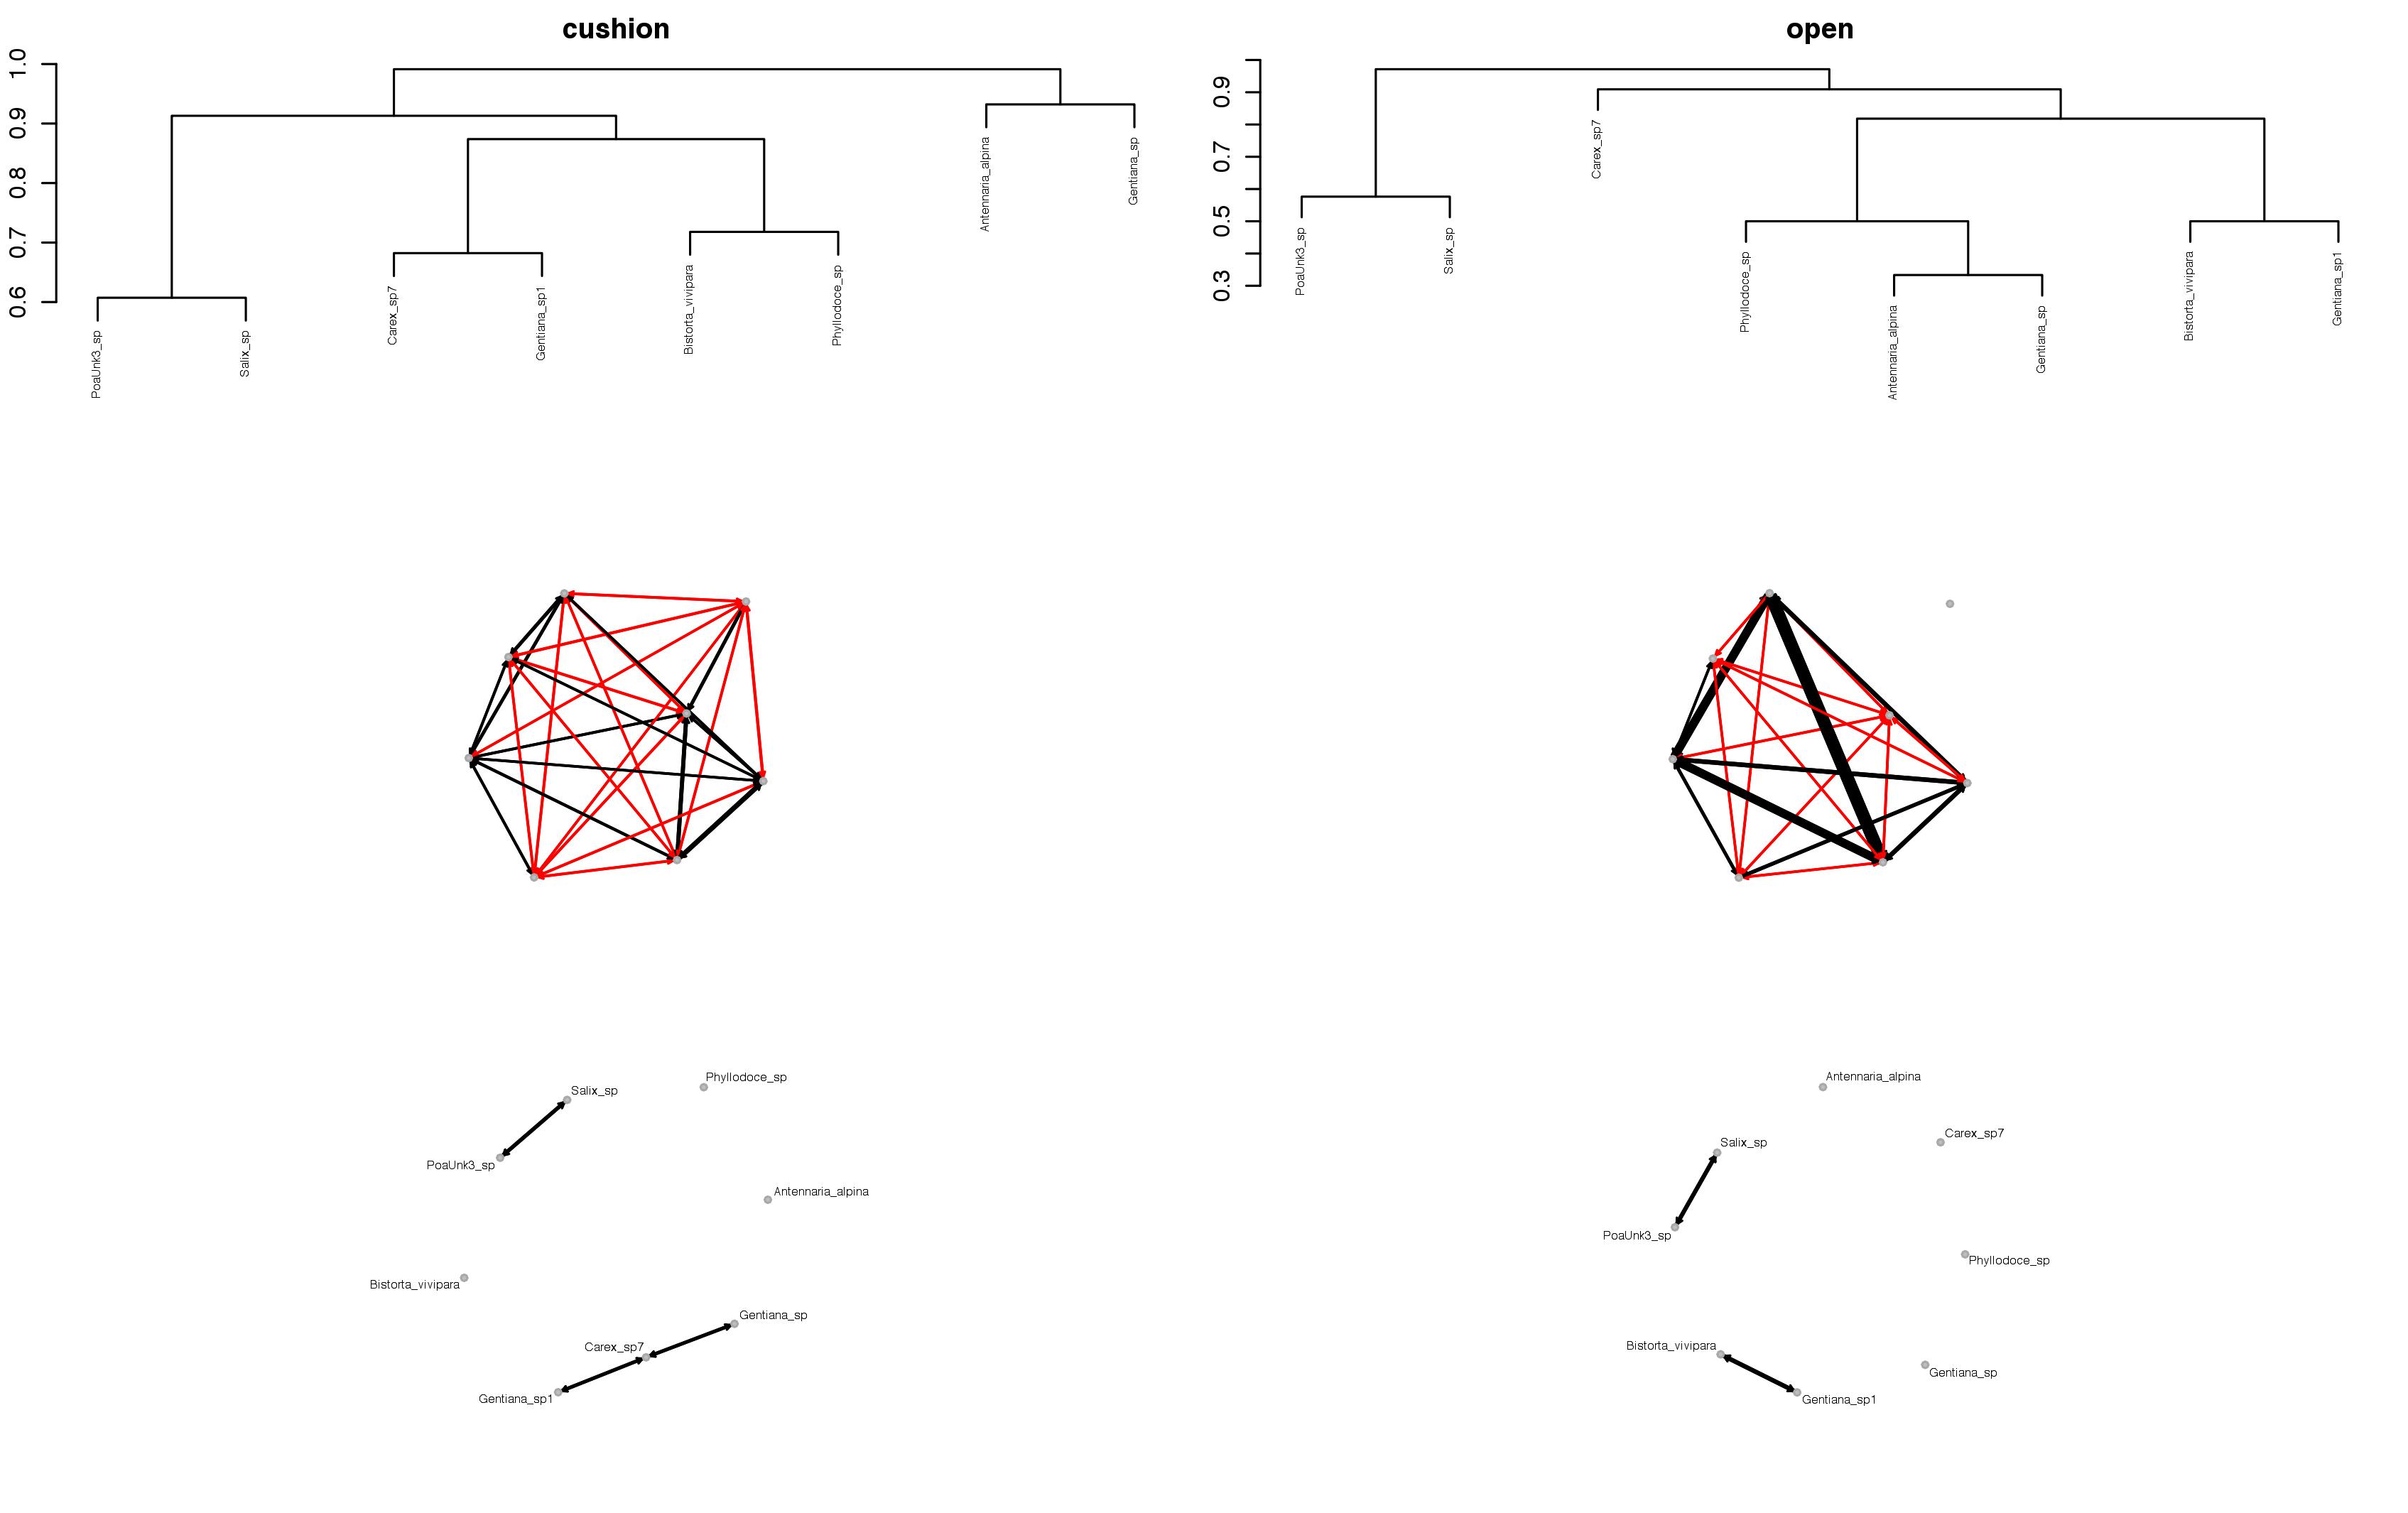 cushion
1.0
0.9
0.8
0.7
0.6
PoaUnk3_sp
Salix_sp
Carex_sp7
Gentiana_sp1
Bistorta_vivipara
Phyllodoce_sp
Antennaria_alpina
Gentiana_sp
open
0.9
0.7
0.5
0.3
PoaUnk3_sp
Salix_sp
Carex_sp7
Phyllodoce_sp
Antennaria_alpina
Gentiana_sp
Bistorta_vivipara
Gentiana_sp1
Phyllodoce_sp
Salix_sp
PoaUnk3_sp
Antennaria_alpina
Bistorta_vivipara
Gentiana_sp
Carex_sp7
Gentiana_sp1
Antennaria_alpina
Carex_sp7
Salix_sp
PoaUnk3_sp
Phyllodoce_sp
Bistorta_vivipara
Gentiana_sp
Gentiana_sp1